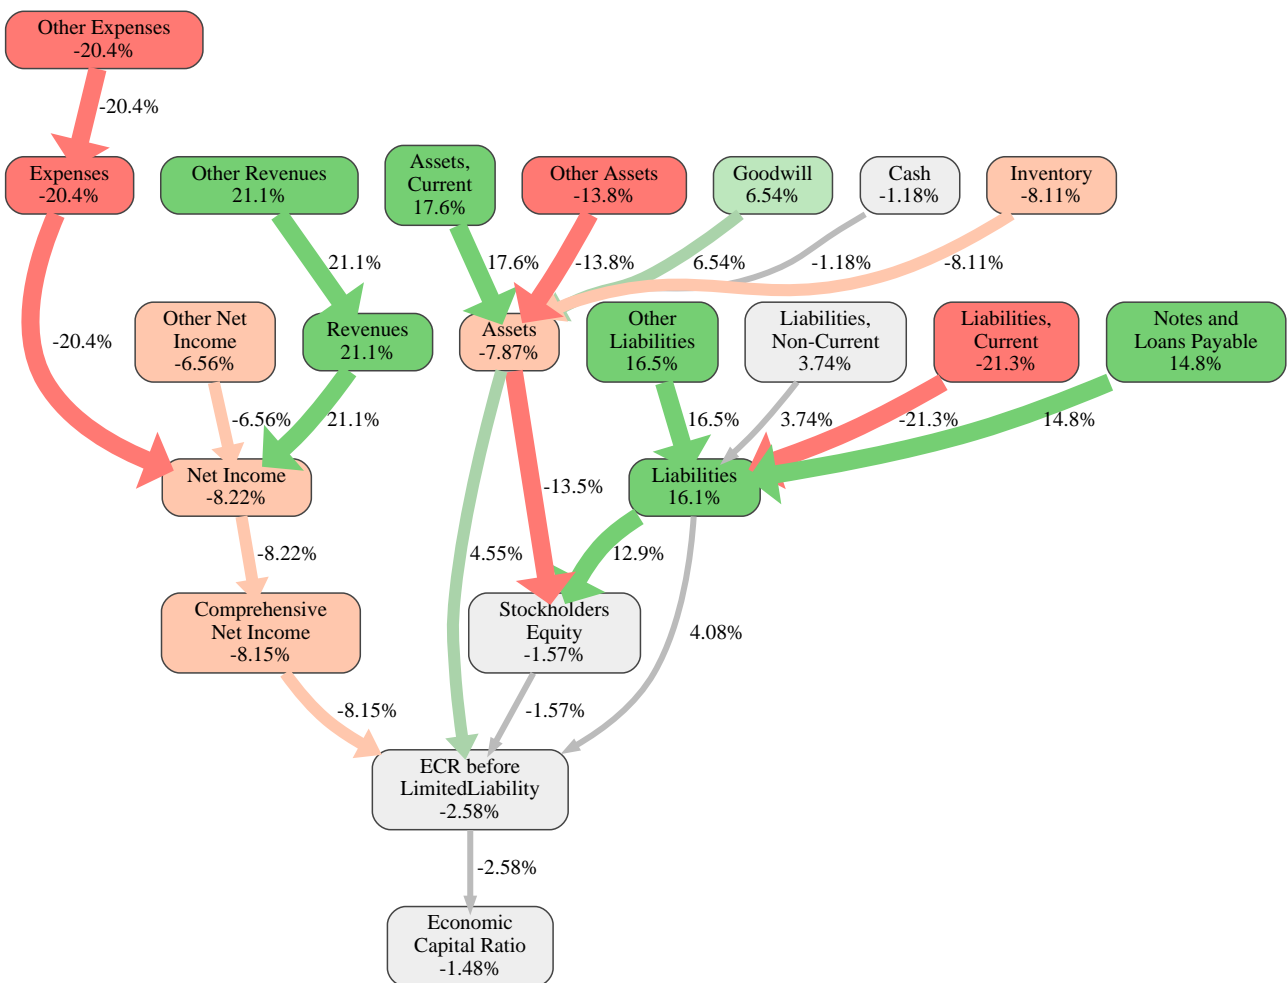 Other Expenses
-20.4%
-20.4%
Expenses
-20.4%
Other Revenues
21.1%
Assets,
Current
17.6%
Other Assets
-13.8%
Goodwill
6.54%
Cash
-1.18%
Inventory
-8.11%
21.1%
17.6%
-13.8%
6.54%
-1.18%
-8.11%
-20.4%
Other Net
Income
-6.56%
Revenues
21.1%
Assets
-7.87%
Other
Liabilities
16.5%
Liabilities,
Non-Current
3.74%
Liabilities,
Current
-21.3%
Notes and
Loans Payable
14.8%
-6.56%
21.1%
16.5%
3.74%
-21.3%
14.8%
Net Income
-8.22%
-13.5%
Liabilities
16.1%
-8.22%
4.55%
12.9%
Comprehensive
Net Income
-8.15%
Stockholders
Equity
-1.57%
4.08%
-8.15%
-1.57%
ECR before
LimitedLiability
-2.58%
-2.58%
Economic
Capital Ratio
-1.48%